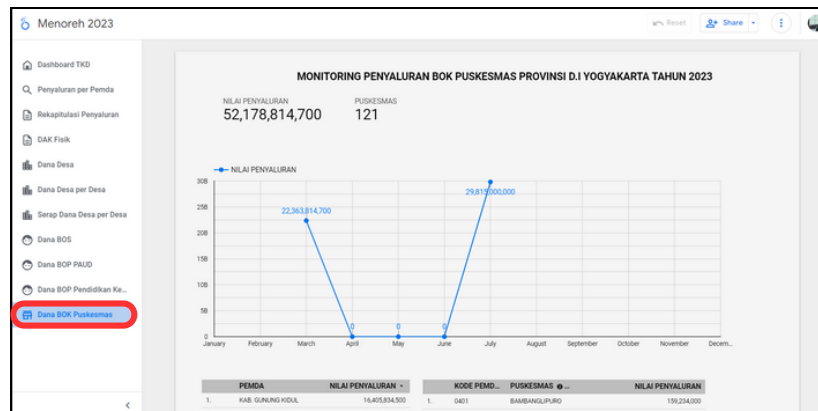 Menoreh 2023
Reset
Share
Dashboard TKD
Penyaluran per Pemda
Rekapitulasi Penyaluran
DAK Fisik
Dana Desa
Dana Desa per Desa
Serap Dana Desa per Desa
Dana BOS
Dana BOP PAUD
Dana BOP Pendidikan Ke...
Dana BOK Puskesmas
MONITORING PENYALURAN BOK PUSKESMAS PROVINSI D.I YOGYAKARTA TAHUN 2023
NILAI PENYALURAN PUSKESMAS
52,178,814,700 121
NILAI PENYALURAN
30B
25B
20B
15B
10B
5B
0
22,363,814,700
0 0 0
29,815,000,000
January February March April May June July August September October November Decem...
PEMDA NILAI PENYALURAN
1. KAB. GUNUNG KIDUL 16,405,834,500
KODE PEMD... PUSKESMAS ... NILAI PENYALURAN
1. 0401 BAMBANGLIPURO 159,234,000